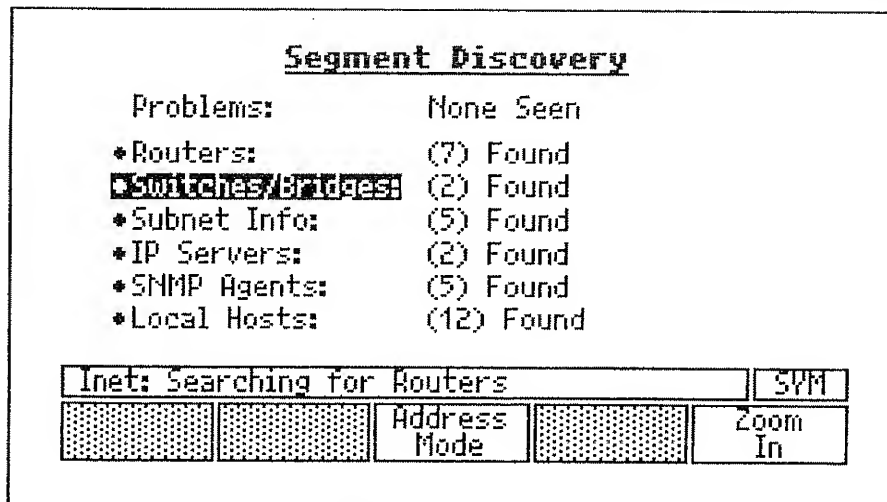 Segment Discovery
Problems: None Seen
•Routers: (7) Found
•Switches/Bridges: (2) Found
•Subnet Info: (5) Found
•IP Servers: (2) Found
•SNMP Agents: (5) Found
•Local Hosts: (12) Found
Inet: Searching for Routers SYM
Address Mode
Zoom In